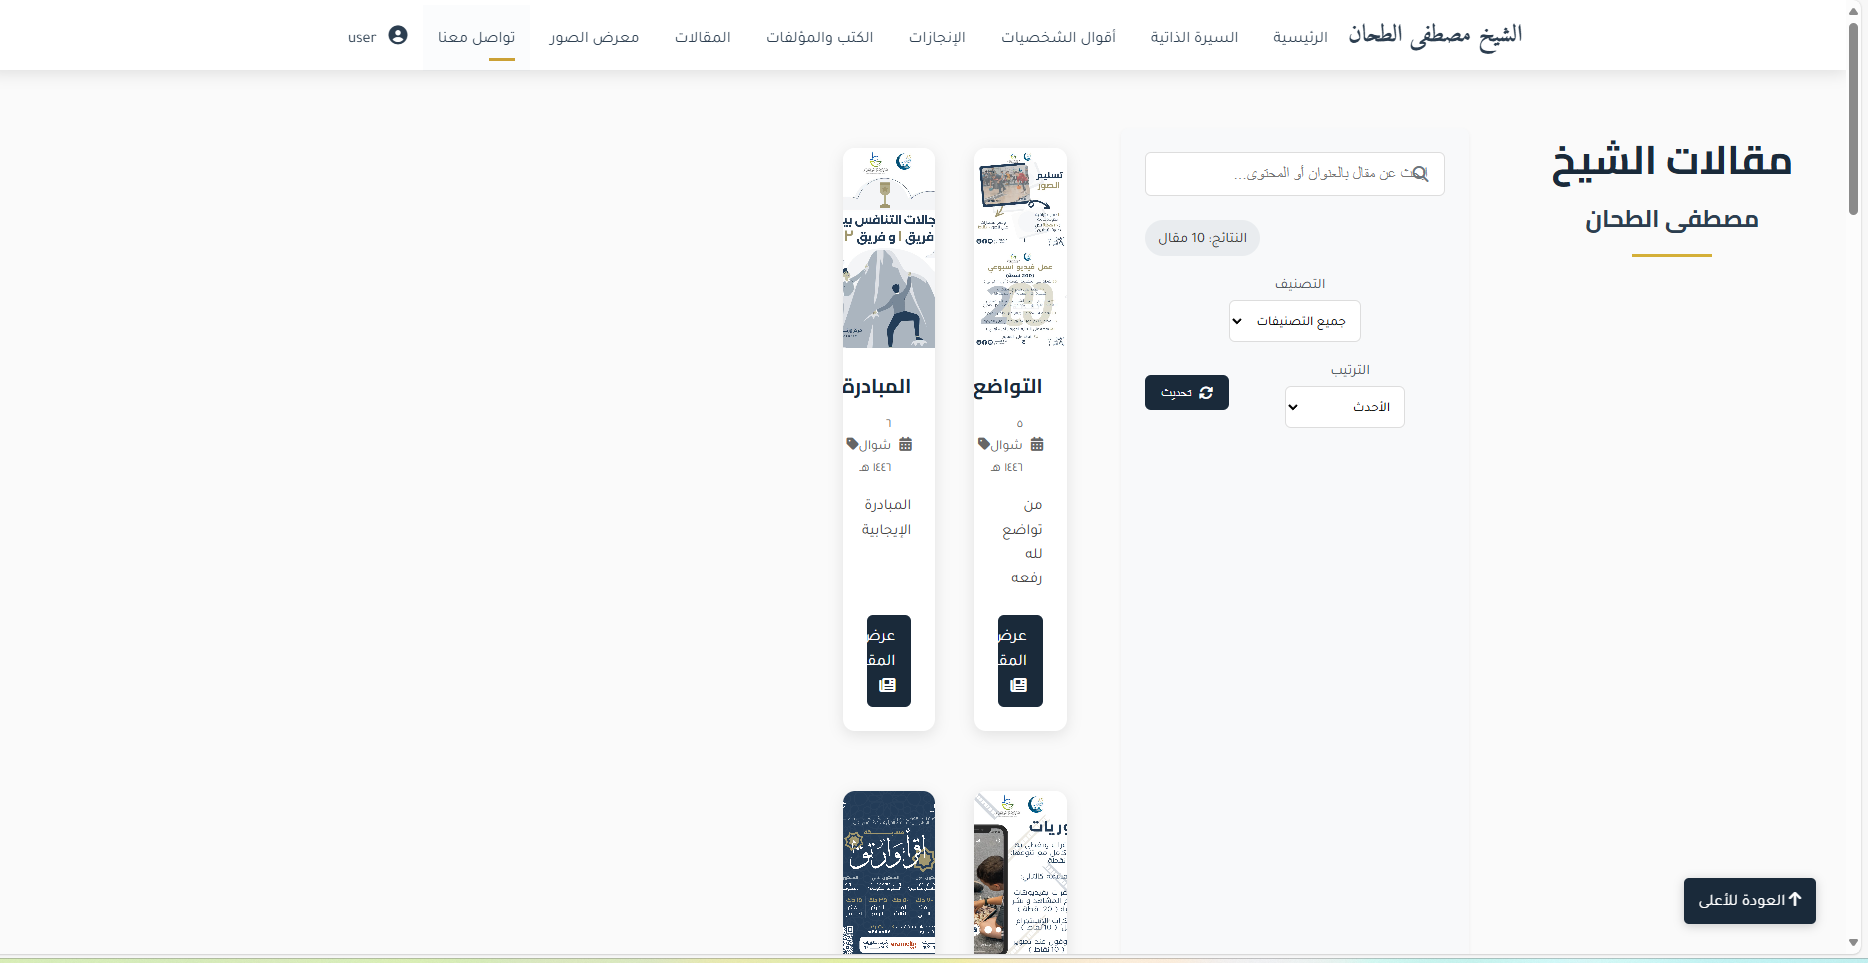 الشيخ مصطفى الطحان
الرئيسية
السيرة الذاتية
أقوال الشخصيات
الإنجازات
الكتب والمؤلفات
المقالات
معرض الصور
تواصل معنا
user
مقالات الشيخ
مصطفى الطحان
ابحث عن مقال بالعنوان أو المحتوى...
النتائج: 10 مقال
التصنيف
جميع التصنيفات
الترتيب
الأحدث
تحديث
تسليم
الصور
عمل فيديو اسبوعي
التواضع
٥
شوال
١٤٤٦ هـ
من
تواضع
لله
رفعه
عرض
المق
جالات التنافس بي
فريق ١ و فريق ٢
المبادرة
٦
شوال
١٤٤٦ هـ
المبادرة
الإيجابية
عرض
المق
وريات
اقرأ وارتق
العودة للأعلى